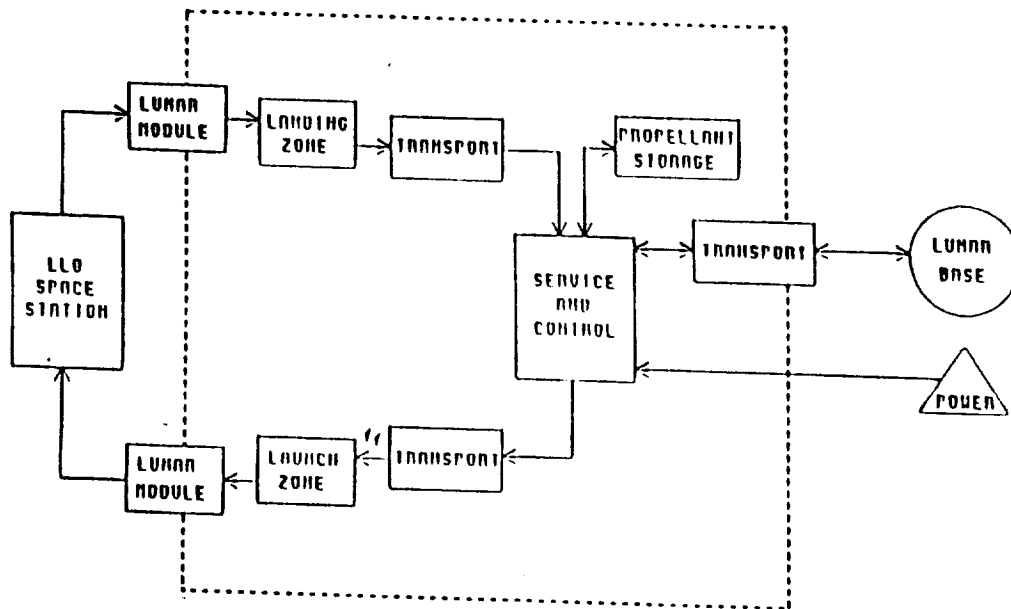 LUNAR
MODULE
LANDING
ZONE
TRANSPORT
PROPELLANT
STORAGE
LLO
SPACE
STATION
SERVICE
AND
CONTROL
TRANSPORT
LUNAR
BASE
POWER
LUNAR
MODULE
LAUNCH
ZONE
TRANSPORT